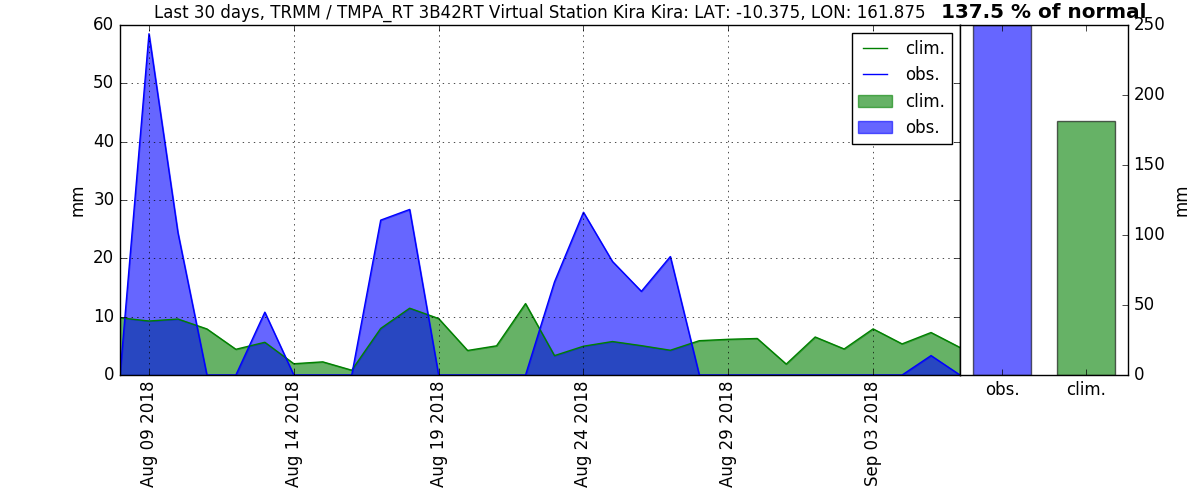 Last 30 days, TRMM / TMPA_RT 3B42RT Virtual Station Kira Kira: LAT: -10.375, LON: 161.875 137.5 % of normal
60
50
40
30
20
10
0
mm
clim.
obs.
clim.
obs.
250
200
150
100
50
0
mm
Aug 09 2018
Aug 14 2018
Aug 19 2018
Aug 24 2018
Aug 29 2018
Sep 03 2018
obs.
clim.